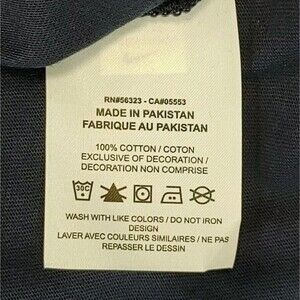 RN#56323 - CA#05553
MADE IN PAKISTAN
FABRIQUE AU PAKISTAN
100% COTTON / COTON
EXCLUSIVE OF DECORATION /
DECORATION NON COMPRISE
30C
WASH WITH LIKE COLORS / DO NOT IRON
DESIGN
LAVER AVEC COULEURS SIMILAIRES / NE PAS
REPASSER LE DESSIN